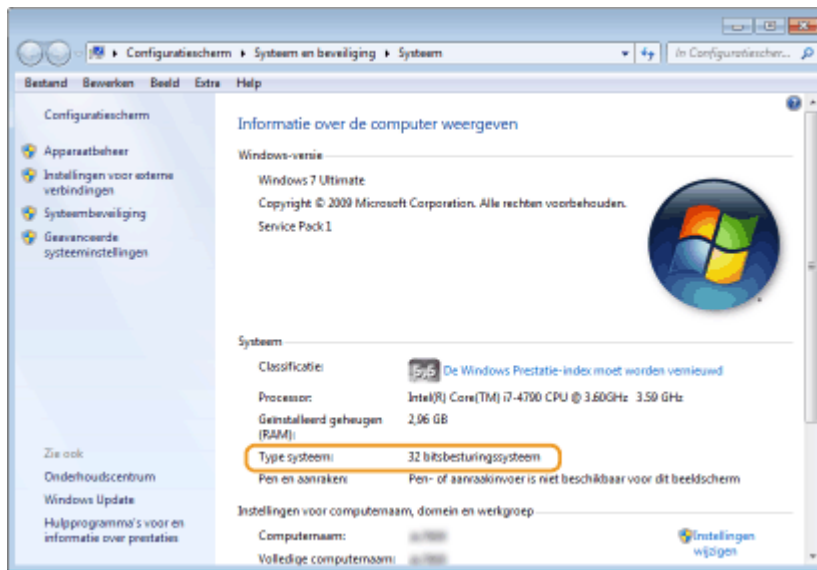 Configuratiescherm ▸ Systeem en beveiliging ▸ Systeem
In Configuratiescher...
Bestand Bewerken Beeld Extra Help
Configuratiescherm
Apparaatbeheer
Instellingen voor externe
verbindingen
Systeembeveiliging
Geavanceerde
systeeminstellingen
Zie ook
Onderhoudscentrum
Windows Update
Hulpprogramma's voor en
informatie over prestaties
Informatie over de computer weergeven
Windows-versie
Windows 7 Ultimate
Copyright © 2009 Microsoft Corporation. Alle rechten voorbehouden.
Service Pack 1
Systeem
Classificatie: 5,5 De Windows Prestatie-index moet worden vernieuwd
Processor: Intel(R) Core(TM) i7-4790 CPU @ 3.60GHz 3.59 GHz
Geïnstalleerd geheugen 2,96 GB
(RAM):
Type systeem: 32 bitsbesturingssysteem
Pen en aanraken: Pen- of aanraakinvoer is niet beschikbaar voor dit beeldscherm
Instellingen voor computernaam, domein en werkgroep
Computernaam:
Instellingen
wijzigen
Volledige computernaam: